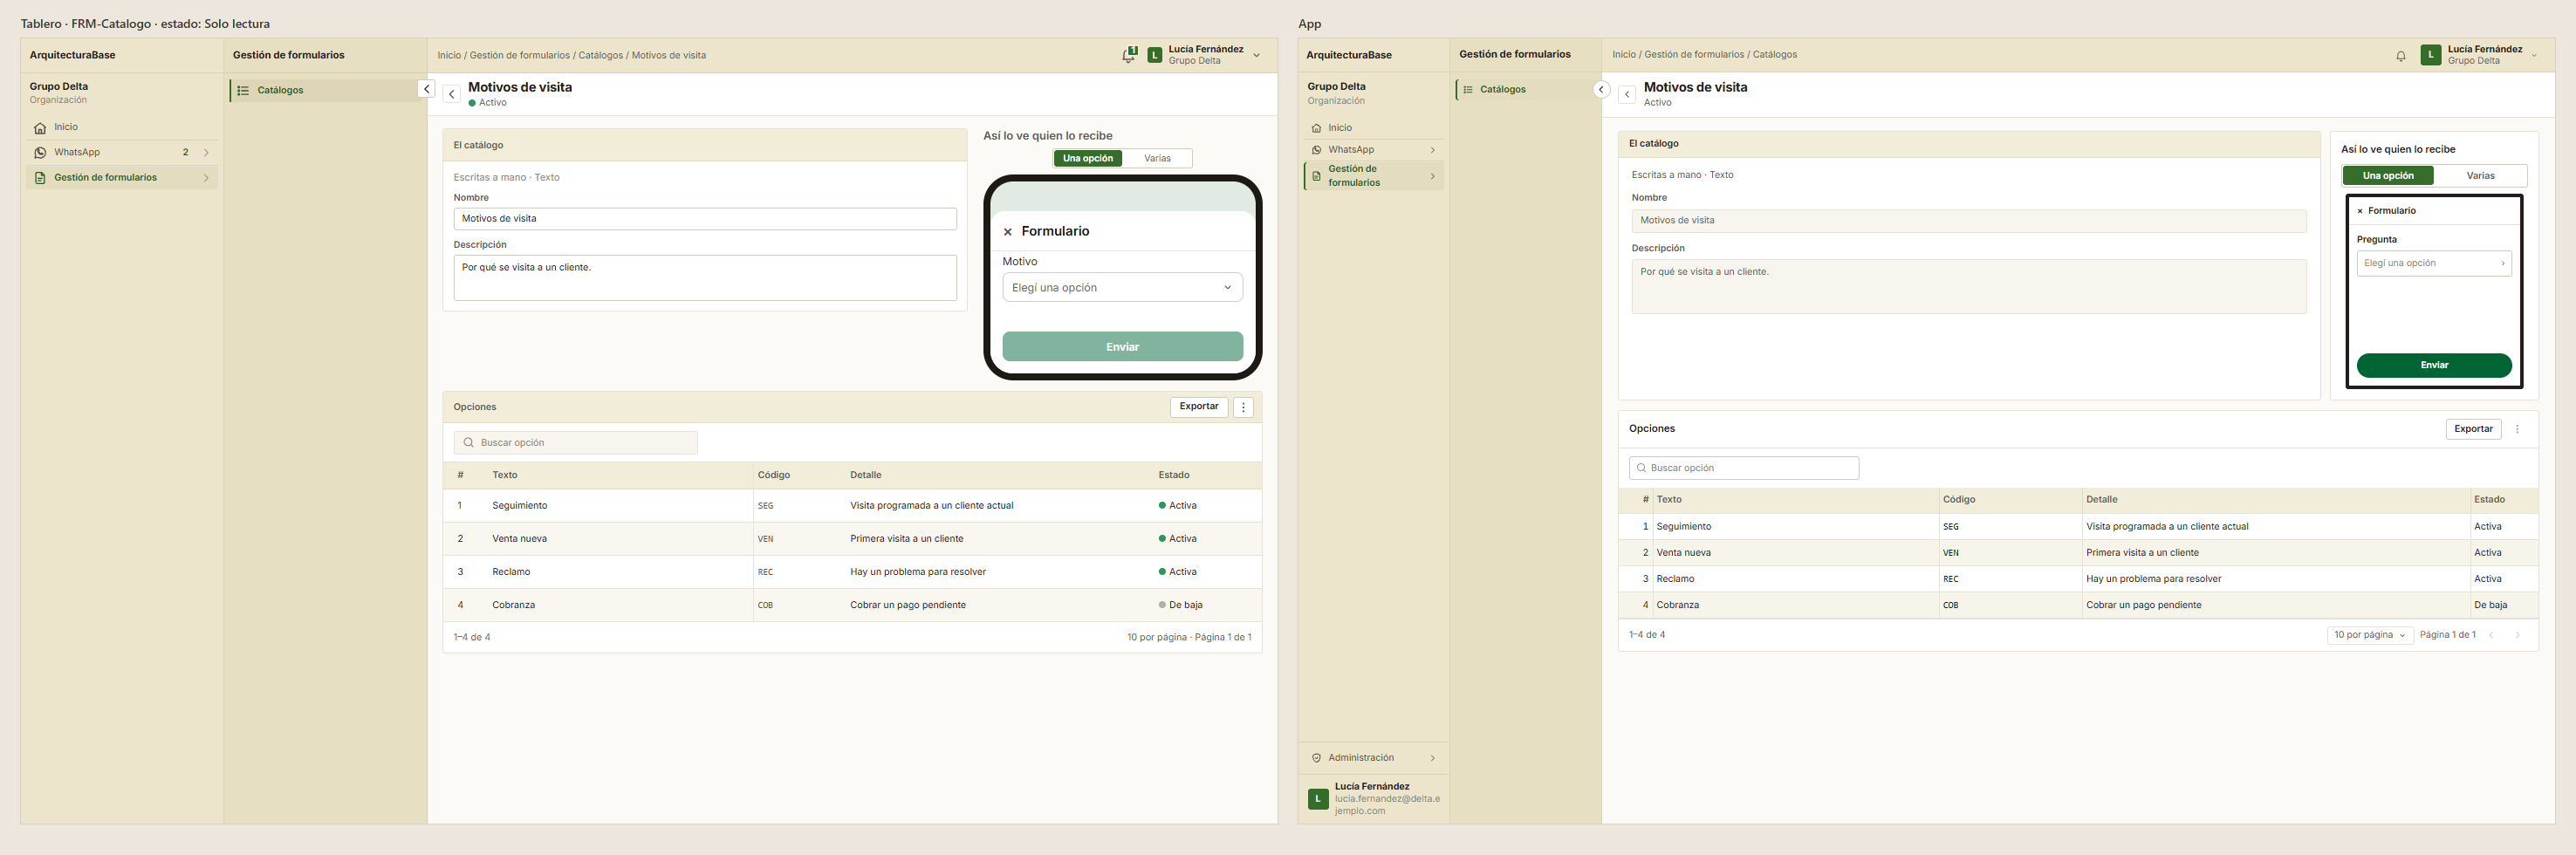 Tablero · FRM-Catalogo · estado: Solo lectura
ArquitecturaBase
Gestión de formularios
Inicio / Gestión de formularios / Catálogos / Motivos de visita
1
L
Lucía Fernández
Grupo Delta
Grupo Delta
Organización
Inicio
WhatsApp 2
Gestión de formularios
Catálogos
Motivos de visita
Activo
El catálogo
Escritas a mano · Texto
Nombre
Motivos de visita
Descripción
Por qué se visita a un cliente.
Así lo ve quien lo recibe
Una opción Varias
× Formulario
Motivo
Elegí una opción
Enviar
Opciones
Exportar
Buscar opción
# Texto Código Detalle Estado
1 Seguimiento SEG Visita programada a un cliente actual Activa
2 Venta nueva VEN Primera visita a un cliente Activa
3 Reclamo REC Hay un problema para resolver Activa
4 Cobranza COB Cobrar un pago pendiente De baja
1–4 de 4
10 por página · Página 1 de 1
App
ArquitecturaBase
Gestión de formularios
Inicio / Gestión de formularios / Catálogos
L
Lucía Fernández
Grupo Delta
Grupo Delta
Organización
Inicio
WhatsApp
Gestión de
formularios
Catálogos
Motivos de visita
Activo
El catálogo
Escritas a mano · Texto
Nombre
Motivos de visita
Descripción
Por qué se visita a un cliente.
Así lo ve quien lo recibe
Una opción Varias
× Formulario
Pregunta
Elegí una opción
Enviar
Opciones
Exportar
Buscar opción
# Texto Código Detalle Estado
1 Seguimiento SEG Visita programada a un cliente actual Activa
2 Venta nueva VEN Primera visita a un cliente Activa
3 Reclamo REC Hay un problema para resolver Activa
4 Cobranza COB Cobrar un pago pendiente De baja
1–4 de 4
10 por página Página 1 de 1
Administración
L
Lucía Fernández
lucia.fernandez@delta.e
jemplo.com